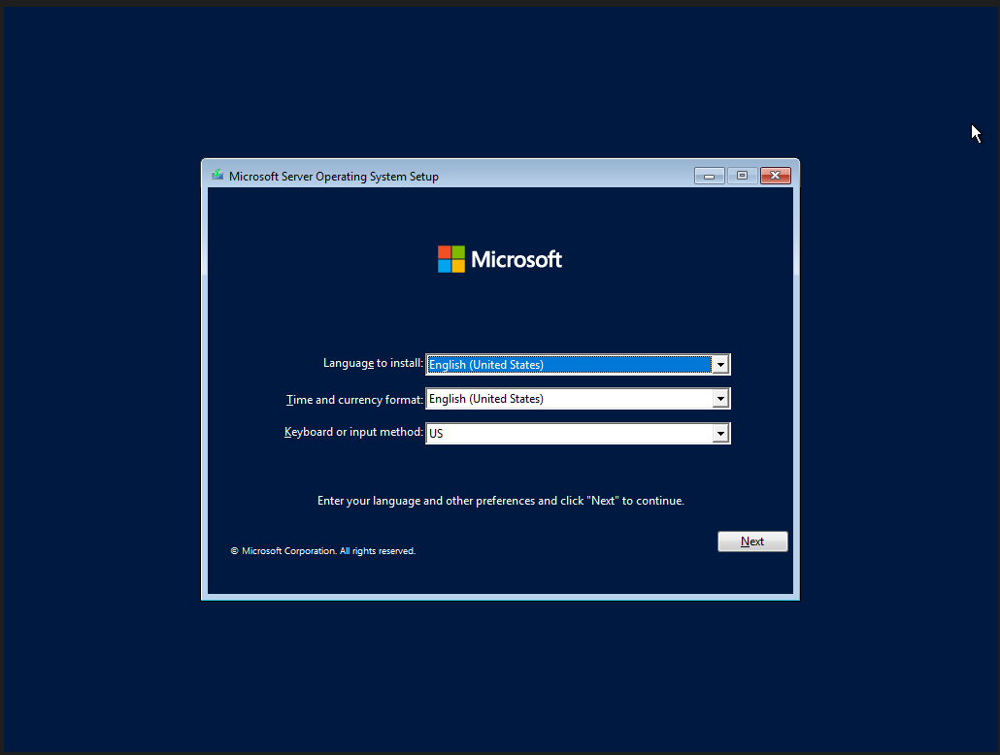 Microsoft Server Operating System Setup
Microsoft
Language to install: English (United States)
Time and currency format: English (United States)
Keyboard or input method: US
Enter your language and other preferences and click "Next" to continue.
Next
© Microsoft Corporation. All rights reserved.